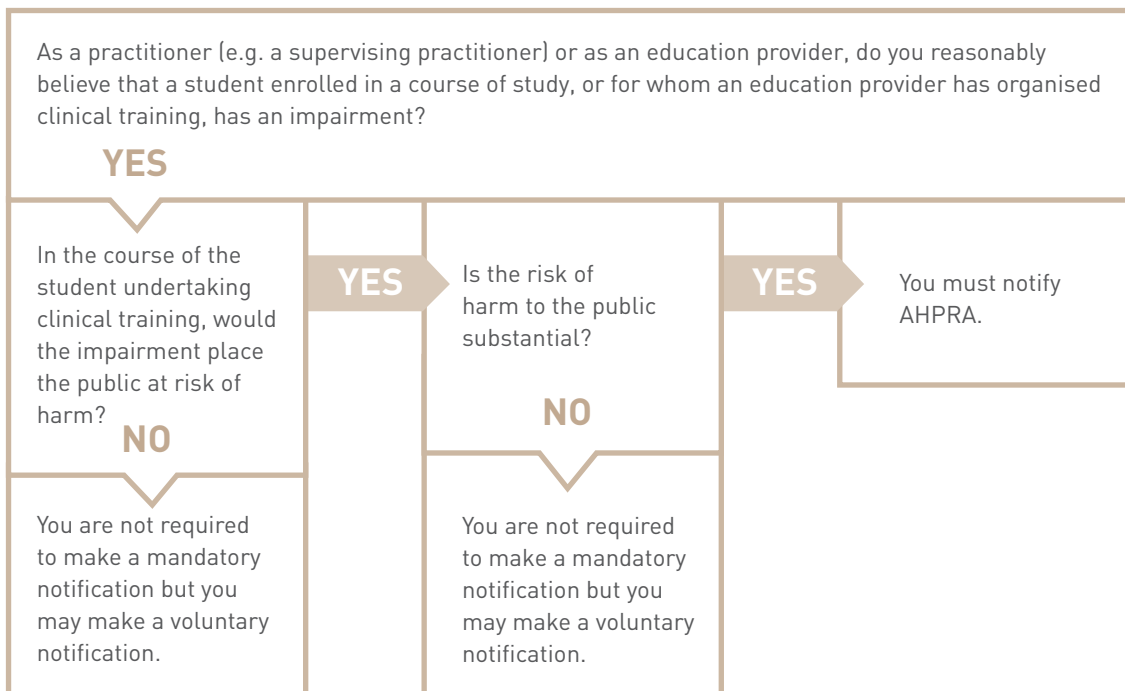 As a practitioner (e.g. a supervising practitioner) or as an education provider, do you reasonably
believe that a student enrolled in a course of study, or for whom an education provider has organised
clinical training, has an impairment?
YES
In the course of the
student undertaking
clinical training, would
the impairment place
the public at risk of
harm?
NO
You are not required
to make a mandatory
notification but you
may make a voluntary
notification.
YES
Is the risk of
harm to the public
substantial?
NO
You are not required
to make a mandatory
notification but you
may make a voluntary
notification.
YES
You must notify
AHPRA.